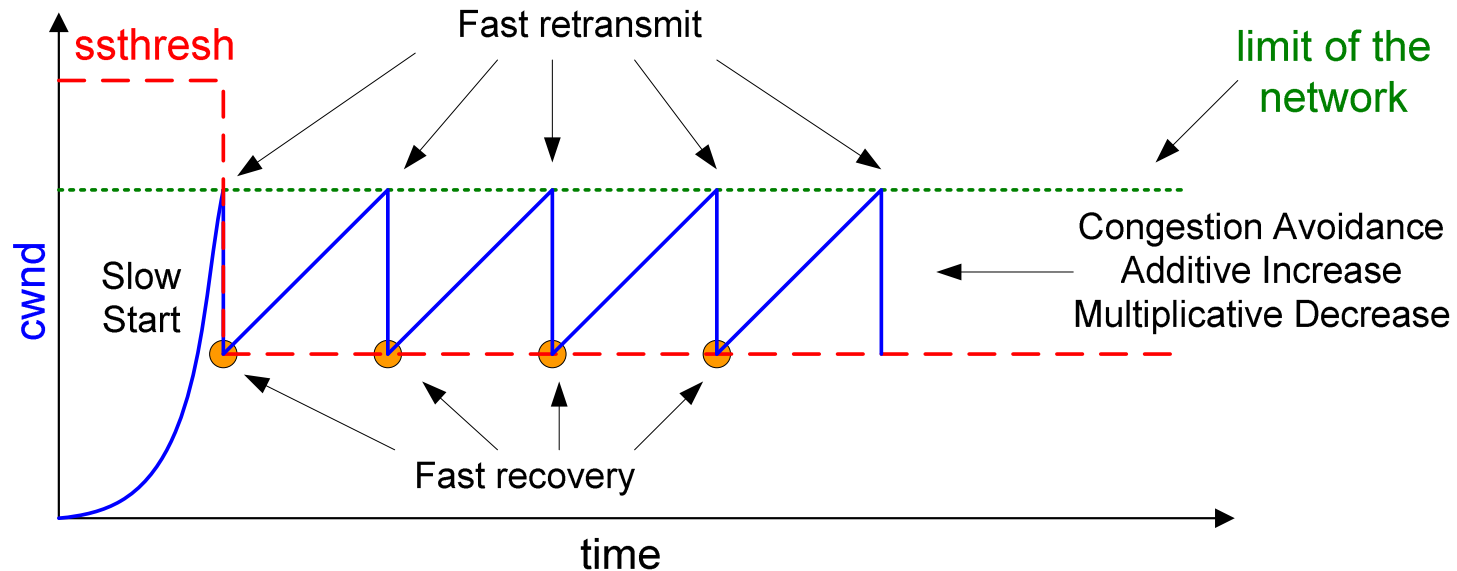 Fast retransmit
ssthresh
limit of the
network
cwnd
Slow
Start
Congestion Avoidance
Additive Increase
Multiplicative Decrease
Fast recovery
time